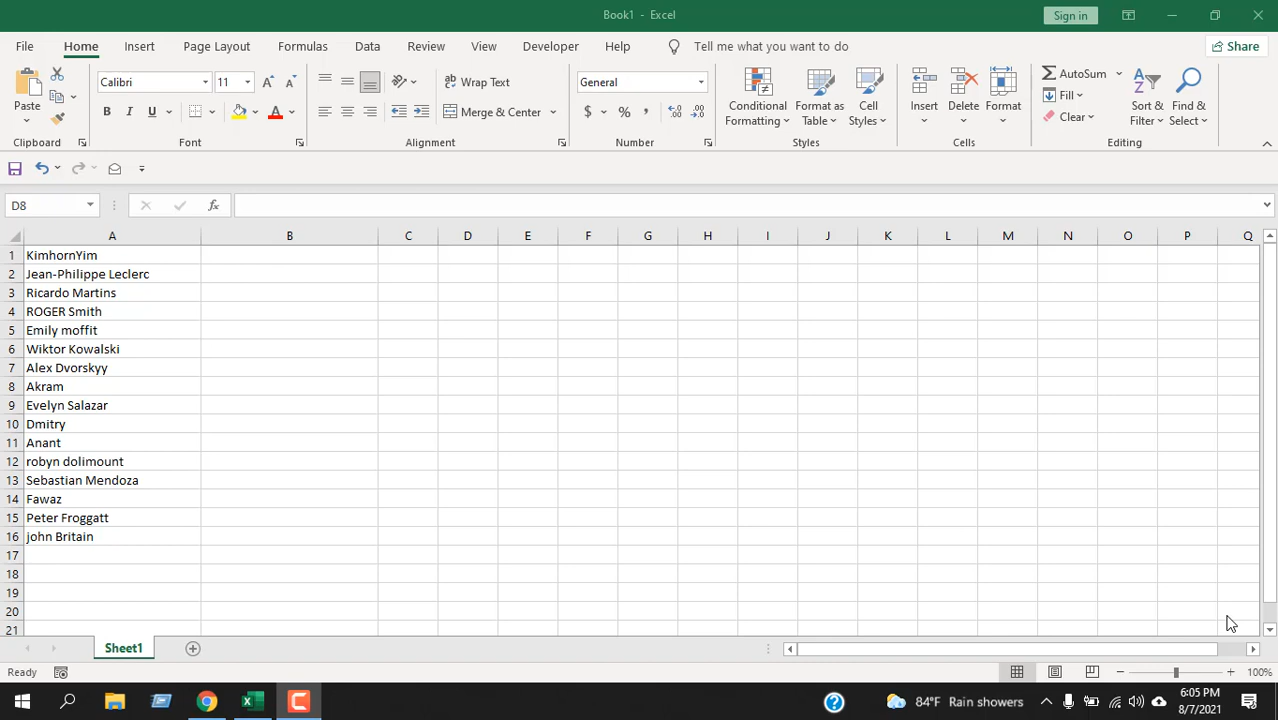 Book1 - Excel
Sign in
File Home Insert Page Layout Formulas Data Review View Developer Help Tell me what you want to do Share
Paste
Calibri 11
B I U
Wrap Text
Merge & Center
General
$ % ,
Conditional Formatting
Format as Table
Cell Styles
Insert
Delete
Format
AutoSum
Fill
Clear
Sort & Filter
Find & Select
Clipboard Font Alignment Number Styles Cells Editing
D8 fx
A B C D E F G H I J K L M N O P Q
1 KimhornYim
2 Jean-Philippe Leclerc
3 Ricardo Martins
4 ROGER Smith
5 Emily moffit
6 Wiktor Kowalski
7 Alex Dvorskyy
8 Akram
9 Evelyn Salazar
10 Dmitry
11 Anant
12 robyn dolimount
13 Sebastian Mendoza
14 Fawaz
15 Peter Froggatt
16 john Britain
17
18
19
20
21
Sheet1
Ready 100%
84°F Rain showers
6:05 PM
8/7/2021